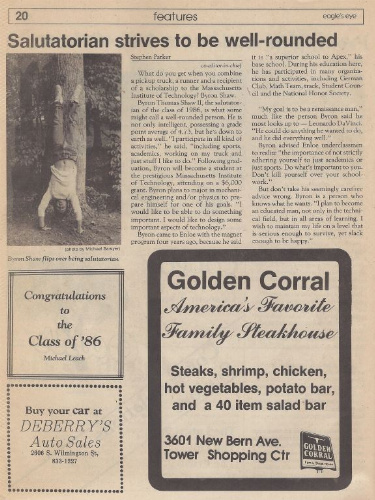 20
features
eagle's eye
Salutatorian strives to be well-rounded
photo by Michael
Byron Shaw flips over being salutatorian.
Stephen Parker
co-editor-in-chief
What do you get when you combine
a pickup truck, a runner and a recipient
of a scholarship to the Massachusetts
Institute of Technology? Byron Shaw.
Byron Thomas Shaw II, the salutator-
ian of the class of 1986, is what some
might call a well-rounded person. He is
not only intelligent, possessing a grade
point average of 4.73, but he's down to
earth as well. "I participate in all kind of
activities," he said, "including sports,
academics, working on my truck and
just stuff I like to do." Following grad-
uation, Byron will become a student at
the prestigious Massachusetts Institute
of Technology, attending on a $6,000
grant. Byron plans to major in mechani-
cal engineering and/or physics to pre-
pare himself for one of his goals. "I
would like to be able to do something
important. I would like to design some
important aspects of technology."
Byron came to Enloe with the magnet
program four years ago, because he said
it is "a superior school to Apex," his
base school. During his education here,
he has participated in many organiza-
tions and activities, including German
Club, Math Team, track, Student Coun-
cil and the National Honor Society.
"My goal is to be a renaissance man,"
much like the person Byron said he
most looks up to — Leonardo DaVinci.
"He could do anything he wanted to do,
and he did everything well."
Byron advised Enloe underclassmen
to realize "the importance of not strictly
adhering yourself to just academics or
just sports. Do what's important to you.
Don't kill yourself over your school-
work."
But don't take his seemingly carefree
advice wrong. Byron is a person who
knows what he wants. "I plan to become
an educated man, not only in the techni-
cal field, but in all areas of learning. I
wish to maintain my life on a level that
is tense enough to survive, yet slack
enough to be happy."
Congratulations
to
the
Class of '86
Michael Leach
Buy your car at
DEBERRY'S
Auto Sales
2606 S. Wilmington St.
833-1227
Golden Corral
America's Favorite
Family Steakhouse
Steaks, shrimp, chicken,
hot vegetables, potato bar,
and a 40 item salad bar
3601 New Bern Ave.
Tower Shopping Ctr
GOLDEN
CORRAL